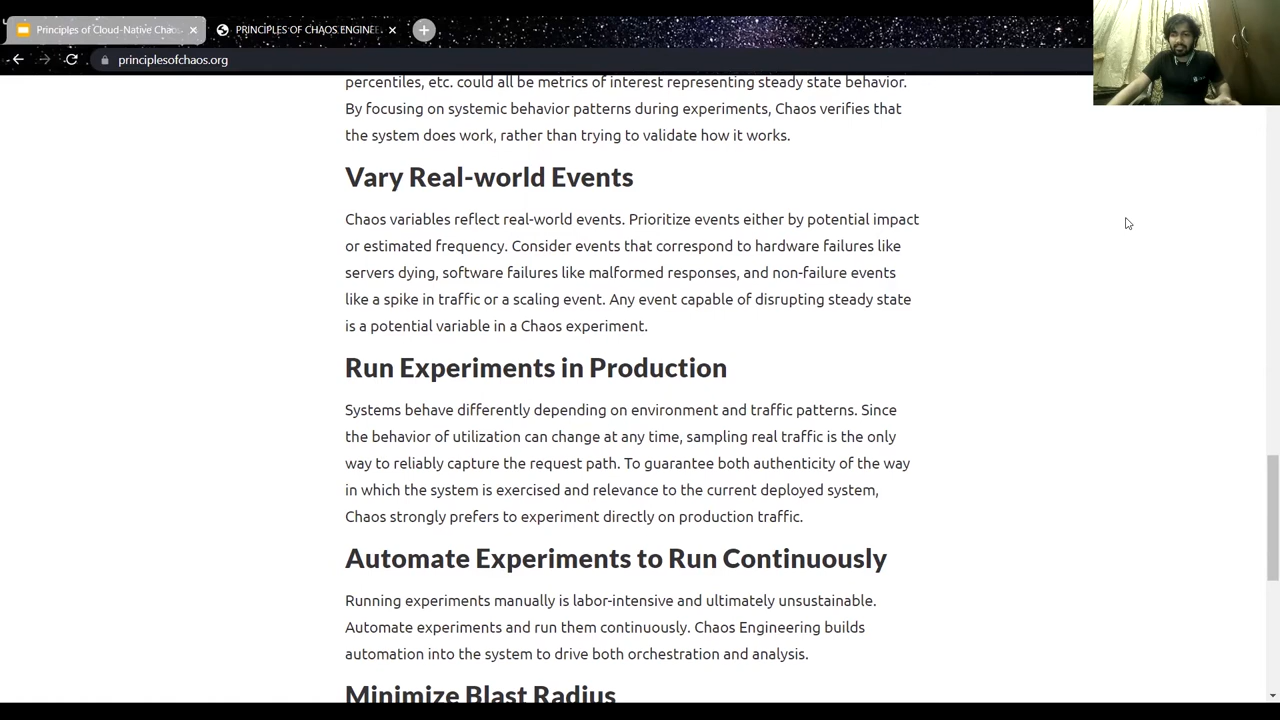 Principles of Cloud-Native Chao
PRINCIPLES OF CHAOS ENGINEE
principlesofchaos.org
percentiles, etc. could all be metrics of interest representing steady state behavior.
By focusing on systemic behavior patterns during experiments, Chaos verifies that
the system does work, rather than trying to validate how it works.
Vary Real-world Events
Chaos variables reflect real-world events. Prioritize events either by potential impact
or estimated frequency. Consider events that correspond to hardware failures like
servers dying, software failures like malformed responses, and non-failure events
like a spike in traffic or a scaling event. Any event capable of disrupting steady state
is a potential variable in a Chaos experiment.
Run Experiments in Production
Systems behave differently depending on environment and traffic patterns. Since
the behavior of utilization can change at any time, sampling real traffic is the only
way to reliably capture the request path. To guarantee both authenticity of the way
in which the system is exercised and relevance to the current deployed system,
Chaos strongly prefers to experiment directly on production traffic.
Automate Experiments to Run Continuously
Running experiments manually is labor-intensive and ultimately unsustainable.
Automate experiments and run them continuously. Chaos Engineering builds
automation into the system to drive both orchestration and analysis.
Minimize Blast Radius